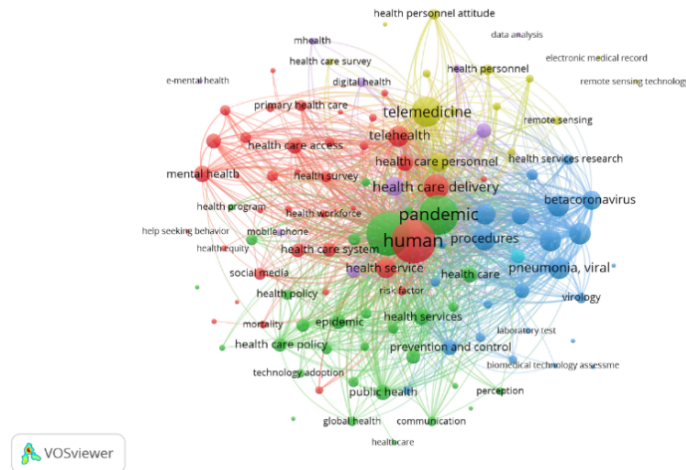 health personnel attitude
data analysis
mhealth
electronic medical record
health care survey
health personnel
e-mental health
digital health
remote sensing technology
primary health care
telemedicine
remote sensing
telehealth
health care access
health services research
health care personnel
mental health
health survey
health care delivery
betacoronavirus
health program
health workforce
pandemic
help seeking behavior
mobile phone
human
procedures
health equity
health care system
social media
health service
health care
pneumonia, viral
health policy
risk factor
virology
mortality
epidemic
health services
laboratory test
health care policy
prevention and control
biomedical technology assessme
technology adoption
public health
perception
global health
communication
healthcare
VOSviewer